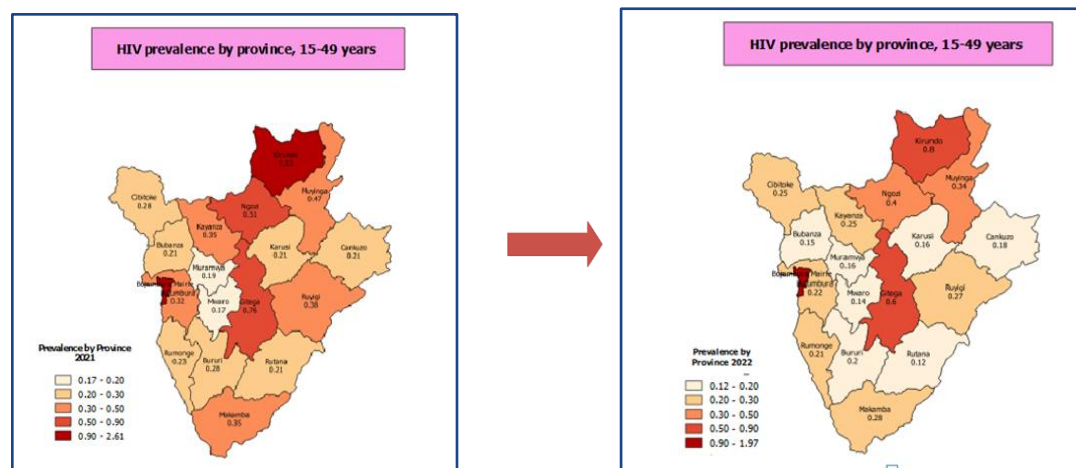 HIV prevalence by province, 15-49 years
Kirundo
Muyinga
0.47
Ngozi
0.51
Cibitoke
0.28
Kayanza
0.35
Bubanza
0.21
Karusi
0.21
Cankuzo
0.21
Muramvya
0.19
Mairie
0.32
Mwaro
0.17
Gitega
0.76
Ruyigi
0.38
Rumonge
0.23
Bururi
0.28
Rutana
0.21
Makamba
0.35
Prevalence by Province
2021
0.17 - 0.20
0.20 - 0.30
0.30 - 0.50
0.50 - 0.90
0.90 - 2.61
HIV prevalence by province, 15-49 years
Kirundo
0.8
Muyinga
0.34
Ngozi
0.4
Cibitoke
0.25
Kayanza
0.25
Bubanza
0.15
Karusi
0.16
Cankuzo
0.18
Muramvya
0.16
Mairie
0.22
Mwaro
0.14
Gitega
0.6
Ruyigi
0.27
Rumonge
0.21
Bururi
0.2
Rutana
0.12
Makamba
0.28
Prevalence by
Province 2022
0.12 - 0.20
0.20 - 0.30
0.30 - 0.50
0.50 - 0.90
0.90 - 1.97